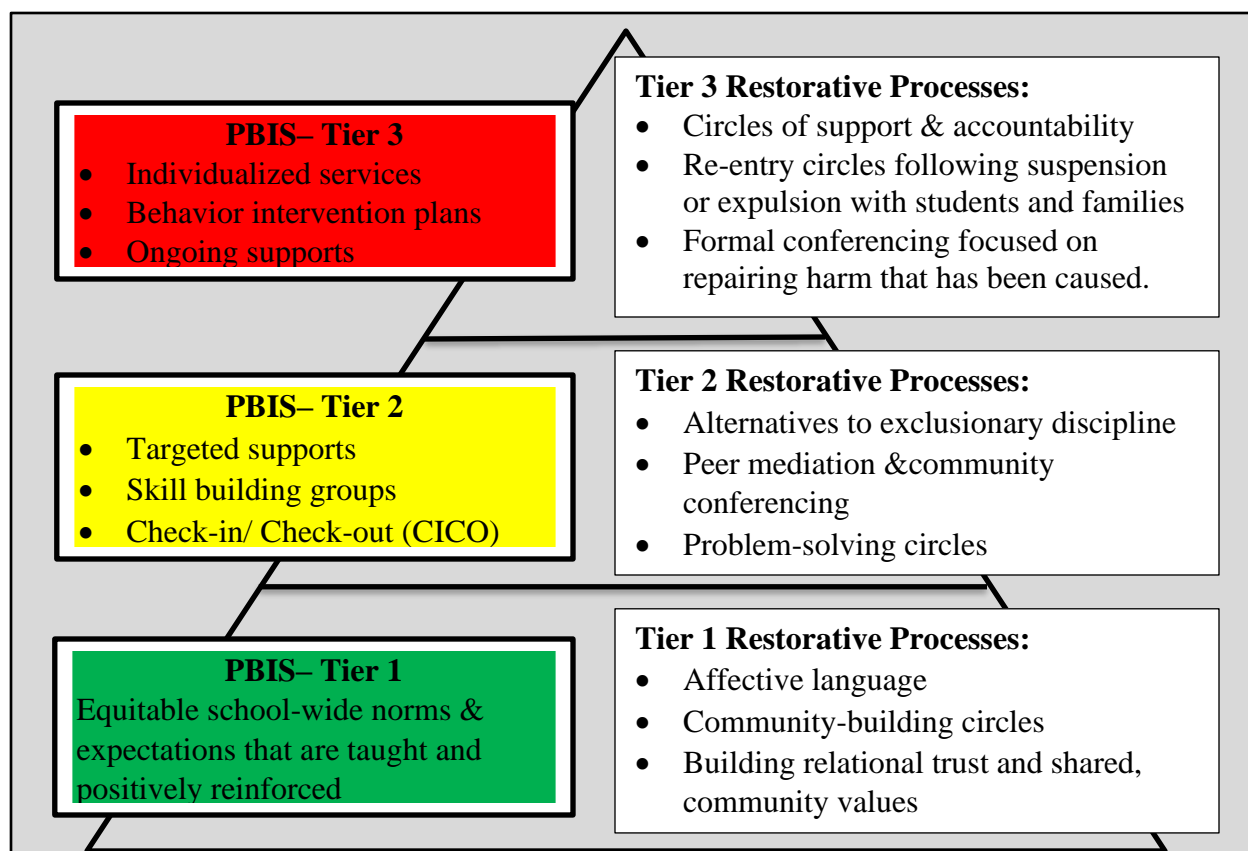 PBIS– Tier 3
• Individualized services
• Behavior intervention plans
• Ongoing supports
Tier 3 Restorative Processes:
• Circles of support & accountability
• Re-entry circles following suspension
or expulsion with students and families
• Formal conferencing focused on
repairing harm that has been caused.
PBIS– Tier 2
• Targeted supports
• Skill building groups
• Check-in/ Check-out (CICO)
Tier 2 Restorative Processes:
• Alternatives to exclusionary discipline
• Peer mediation &community
conferencing
• Problem-solving circles
PBIS– Tier 1
Equitable school-wide norms &
expectations that are taught and
positively reinforced
Tier 1 Restorative Processes:
• Affective language
• Community-building circles
• Building relational trust and shared,
community values